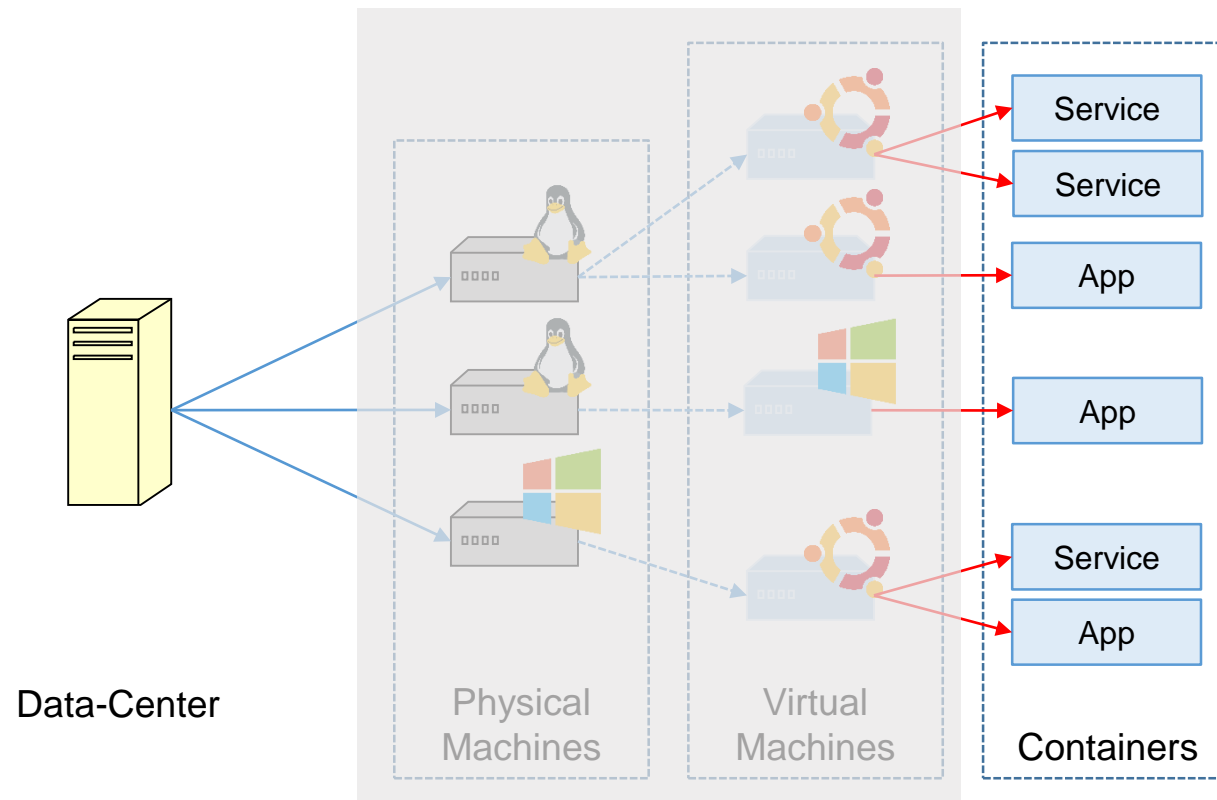 Service
Service
App
App
Service
App
Data-Center
Physical
Machines
Virtual
Machines
Containers